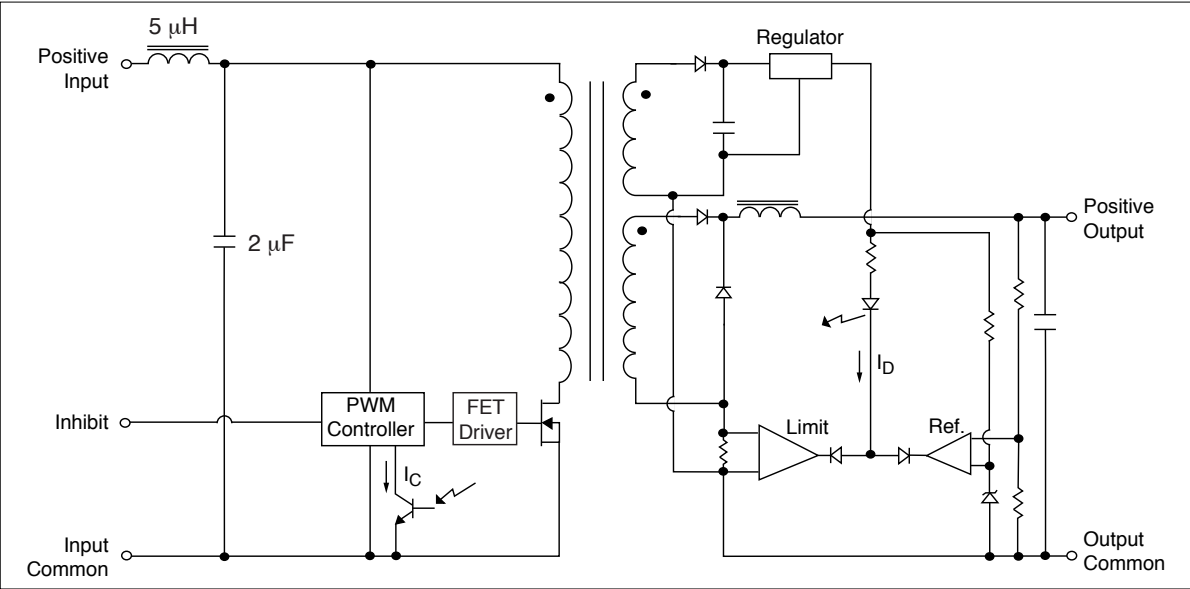 5 μH
Positive
Input
Regulator
Positive
Output
2 μF
I_D
Inhibit
PWM
Controller
FET
Driver
Limit
Ref.
I_C
Input
Common
Output
Common